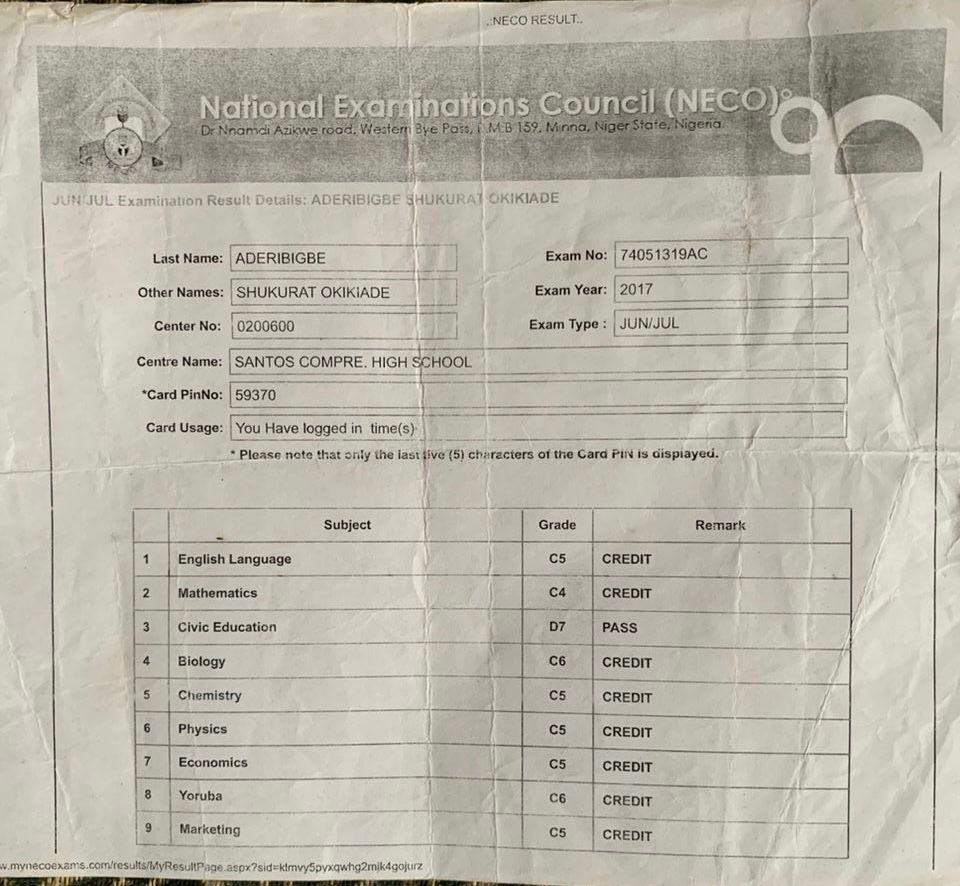 .:NECO RESULT:.
National Examinations Council (NECO)
Dr Nnamdi Azikwe road, Western Bye Pass, P.M.B 159, Minna, Niger State, Nigeria.
JUN/JUL Examination Result Details: ADERIBIGBE SHUKURAT OKIKIADE
Last Name: ADERIBIGBE Exam No: 74051319AC
Other Names: SHUKURAT OKIKIADE Exam Year: 2017
Center No: 0200600 Exam Type : JUN/JUL
Centre Name: SANTOS COMPRE. HIGH SCHOOL
*Card PinNo: 59370
Card Usage: You Have logged in time(s)
* Please note that only the last five (5) characters of the Card PIN is displayed.
Subject Grade Remark
1 English Language C5 CREDIT
2 Mathematics C4 CREDIT
3 Civic Education D7 PASS
4 Biology C6 CREDIT
5 Chemistry C5 CREDIT
6 Physics C5 CREDIT
7 Economics C5 CREDIT
8 Yoruba C6 CREDIT
9 Marketing C5 CREDIT
w.mynecoexams.com/results/MyResultPage.aspx?sid=klmvy5pyxqwhg2mjk4gojurz